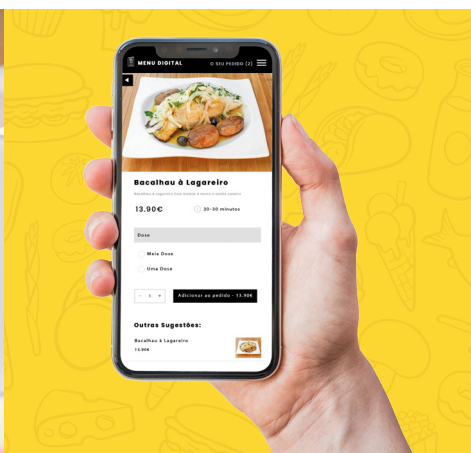 MENU DIGITAL
O SEU PEDIDO (2)
Bacalhau à Lagareiro
13.90€
20-30 minutos
Dose
Meia Dose
Uma Dose
- 1 +
Adicionar ao pedido - 13.90€
Outras Sugestões:
Bacalhau à Lagareiro
13.90€